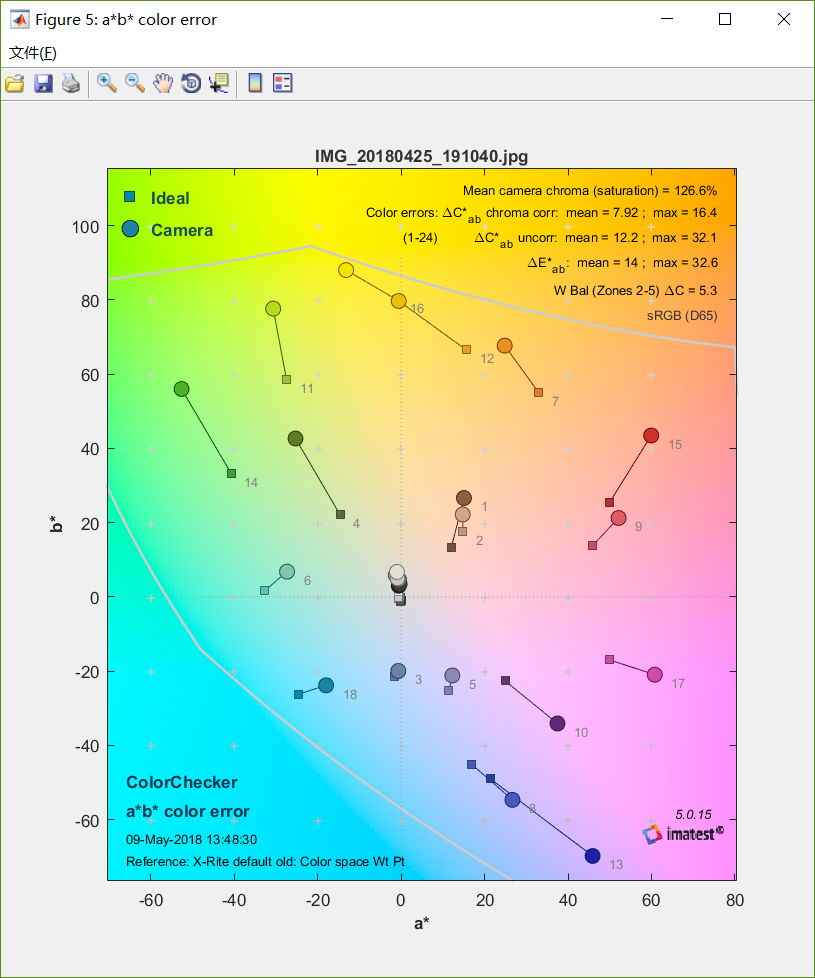 Figure 5: a*b* color error
文件(F)
IMG_20180425_191040.jpg
Ideal
Camera
Mean camera chroma (saturation) = 126.6%
Color errors: ΔC*ab chroma corr: mean = 7.92 ; max = 16.4
(1-24) ΔC*ab uncorr: mean = 12.2 ; max = 32.1
ΔE*ab: mean = 14 ; max = 32.6
W Bal (Zones 2-5) ΔC = 5.3
sRGB (D65)
100
80
60
40
20
0
-20
-40
-60
b*
16
12
11
7
15
14
1
4
9
2
6
3
5
18
17
10
8
13
ColorChecker
a*b* color error
09-May-2018 13:48:30
Reference: X-Rite default old: Color space Wt Pt
5.0.15
imatest®
-60
-40
-20
0
20
40
60
80
a*